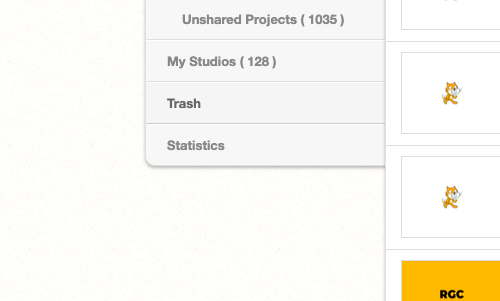 Unshared Projects ( 1035 )
My Studios ( 128 )
Trash
Statistics
RGC